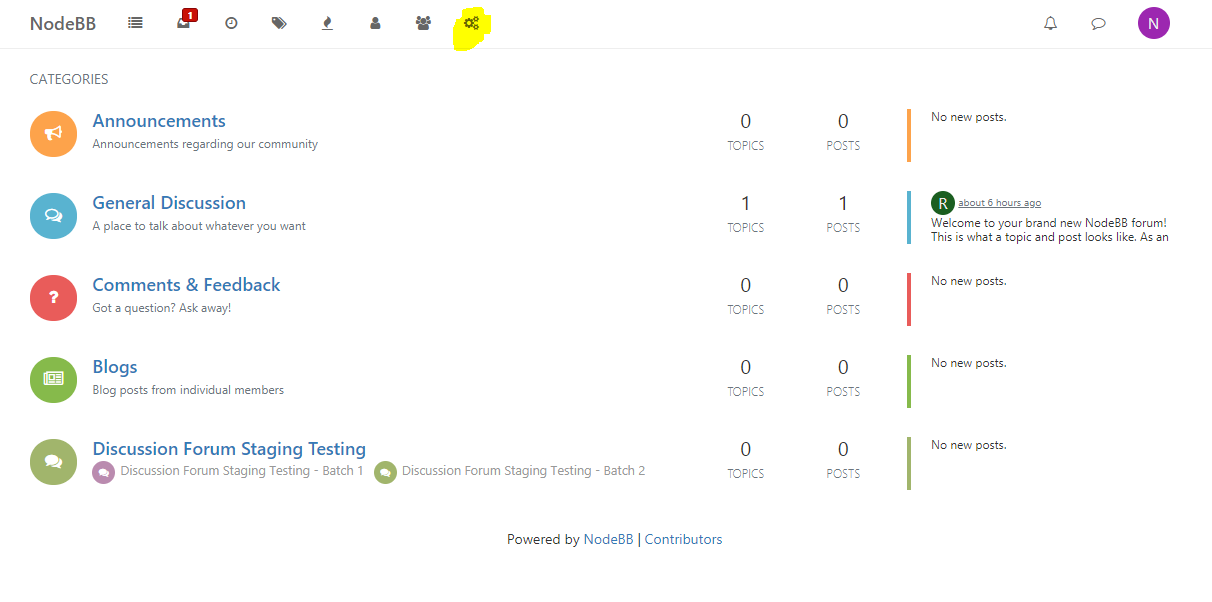 NodeBB 1 N
CATEGORIES
Announcements
Announcements regarding our community
0 TOPICS
0 POSTS
No new posts.
General Discussion
A place to talk about whatever you want
1 TOPICS
1 POSTS
R about 6 hours ago
Welcome to your brand new NodeBB forum!
This is what a topic and post looks like. As an
Comments & Feedback
Got a question? Ask away!
0 TOPICS
0 POSTS
No new posts.
Blogs
Blog posts from individual members
0 TOPICS
0 POSTS
No new posts.
Discussion Forum Staging Testing
Discussion Forum Staging Testing - Batch 1 Discussion Forum Staging Testing - Batch 2
0 TOPICS
0 POSTS
No new posts.
Powered by NodeBB | Contributors